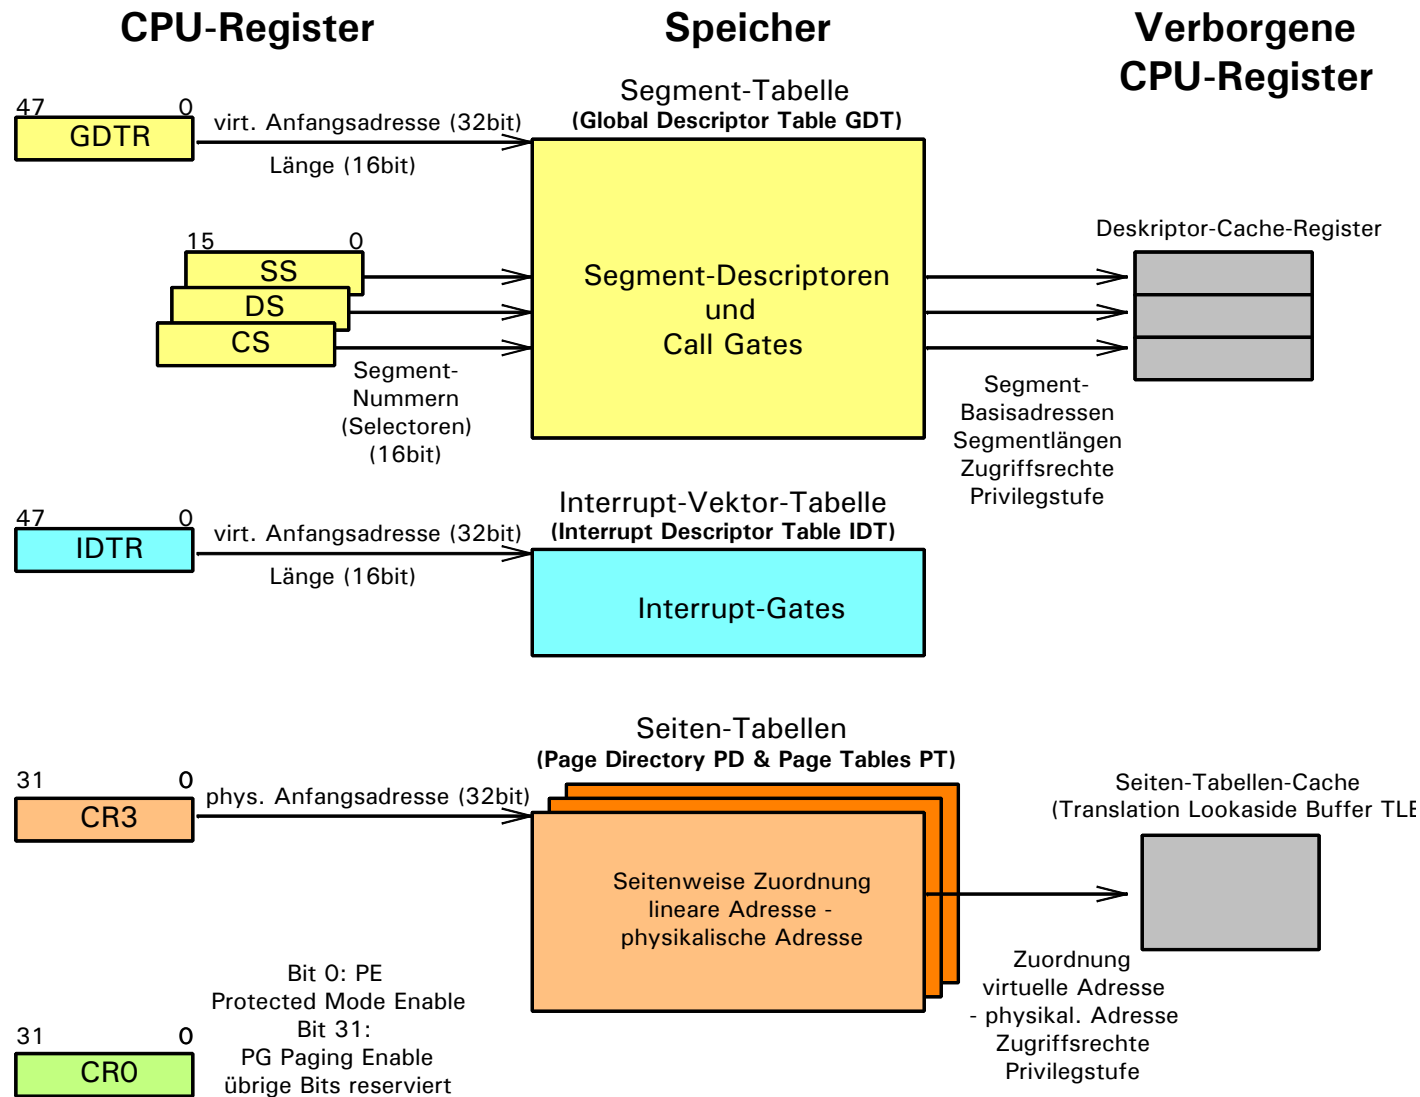 CPU-Register
Speicher
Verborgene
CPU-Register
47 0
GDTR
virt. Anfangsadresse (32bit)
Länge (16bit)
Segment-Tabelle
(Global Descriptor Table GDT)
Segment-Descriptoren
und
Call Gates
15 0
SS
DS
CS
Segment-
Nummern
(Selectoren)
(16bit)
Deskriptor-Cache-Register
Segment-
Basisadressen
Segmentlängen
Zugriffsrechte
Privilegstufe
47 0
IDTR
virt. Anfangsadresse (32bit)
Länge (16bit)
Interrupt-Vektor-Tabelle
(Interrupt Descriptor Table IDT)
Interrupt-Gates
Seiten-Tabellen
(Page Directory PD & Page Tables PT)
31 0
CR3
phys. Anfangsadresse (32bit)
Seitenweise Zuordnung
lineare Adresse -
physikalische Adresse
Seiten-Tabellen-Cache
(Translation Lookaside Buffer TLB
Zuordnung
virtuelle Adresse
- physikal. Adresse
Zugriffsrechte
Privilegstufe
31 0
CR0
Bit 0: PE
Protected Mode Enable
Bit 31:
PG Paging Enable
übrige Bits reserviert